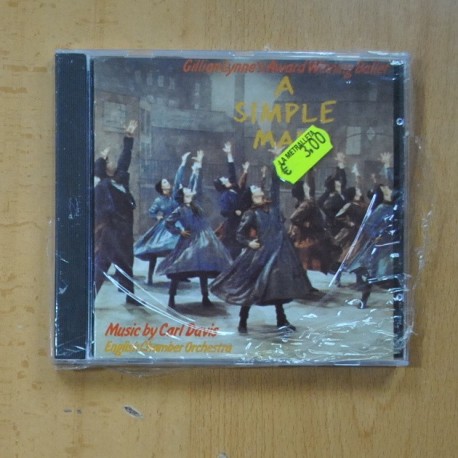 Gillian Lynne's Award Winning Ballet
A
SIMPLE
MA
LA METRALLETA
€ 3,00
Music by Carl Davis
English Chamber Orchestra